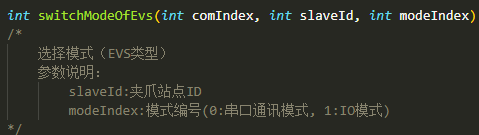 int switchModeOfEvs(int comIndex, int slaveId, int modeIndex)
/*
选择模式（EVS类型）
参数说明:
slaveId:夹爪站点ID
modeIndex:模式编号(0:串口通讯模式, 1:IO模式)
*/